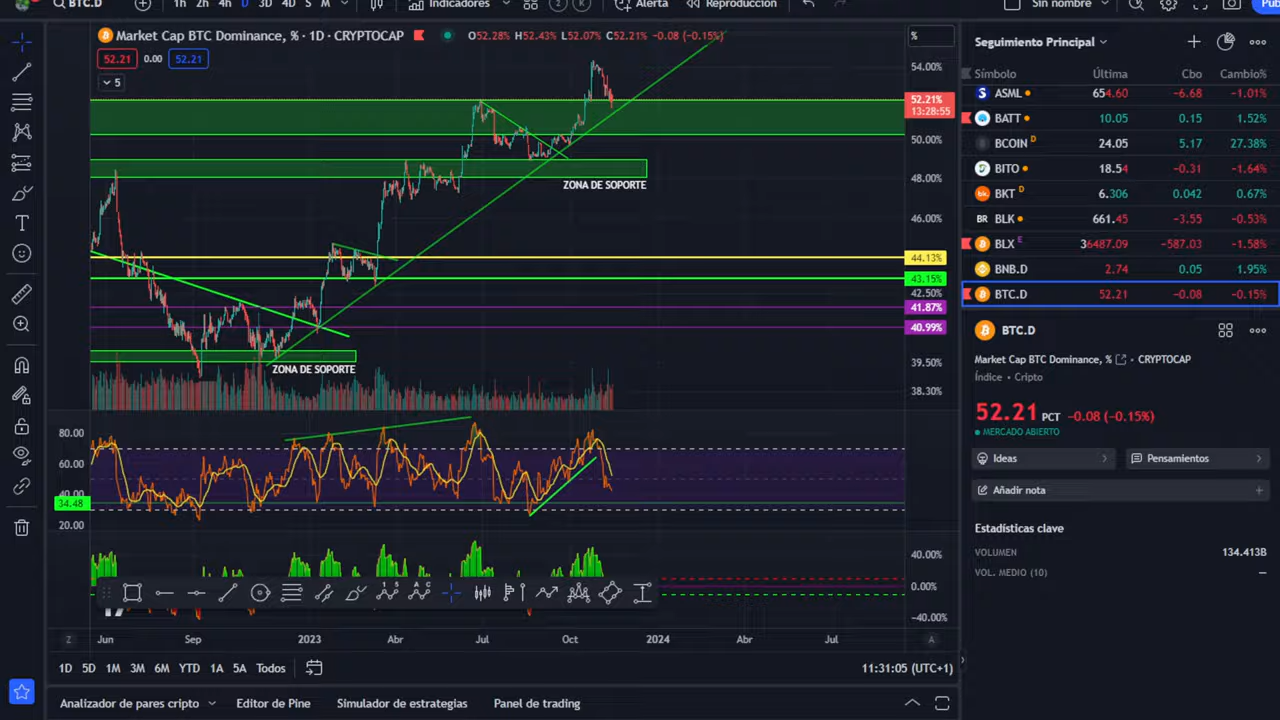 BTC.D
1h 2h 4h D 3D 4D S M
Indicadores
Alerta
Reproducción
Sin nombre
Market Cap BTC Dominance, % · 1D · CRYPTOCAP
O52.28% H52.43% L52.07% C52.21% −0.08 (−0.15%)
52.21 0.00 52.21
5
%
54.00%
52.21%
13:28:55
50.00%
48.00%
46.00%
44.13%
43.15%
42.50%
41.87%
40.99%
39.50%
38.30%
ZONA DE SOPORTE
ZONA DE SOPORTE
80.00
60.00
40.00
34.48
20.00
40.00%
0.00%
−40.00%
Z
Jun Sep 2023 Abr Jul Oct 2024 Abr Jul
A
1D 5D 1M 3M 6M YTD 1A 5A Todos
11:31:05 (UTC+1)
Analizador de pares cripto
Editor de Pine
Simulador de estrategias
Panel de trading
Seguimiento Principal
Símbolo Última Cbo Cambio%
ASML 654.60 −6.68 −1.01%
BATT 10.05 0.15 1.52%
BCOIN D 24.05 5.17 27.38%
BITO 18.54 −0.31 −1.64%
BKT D 6.306 0.042 0.67%
BR BLK 661.45 −3.55 −0.53%
BLX E 36487.09 −587.03 −1.58%
BNB.D 2.74 0.05 1.95%
BTC.D 52.21 −0.08 −0.15%
BTC.D
Market Cap BTC Dominance, % · CRYPTOCAP
Índice · Cripto
52.21 PCT −0.08 (−0.15%)
MERCADO ABIERTO
Ideas
Pensamientos
Añadir nota
Estadísticas clave
VOLUMEN 134.413B
VOL. MEDIO (10) —